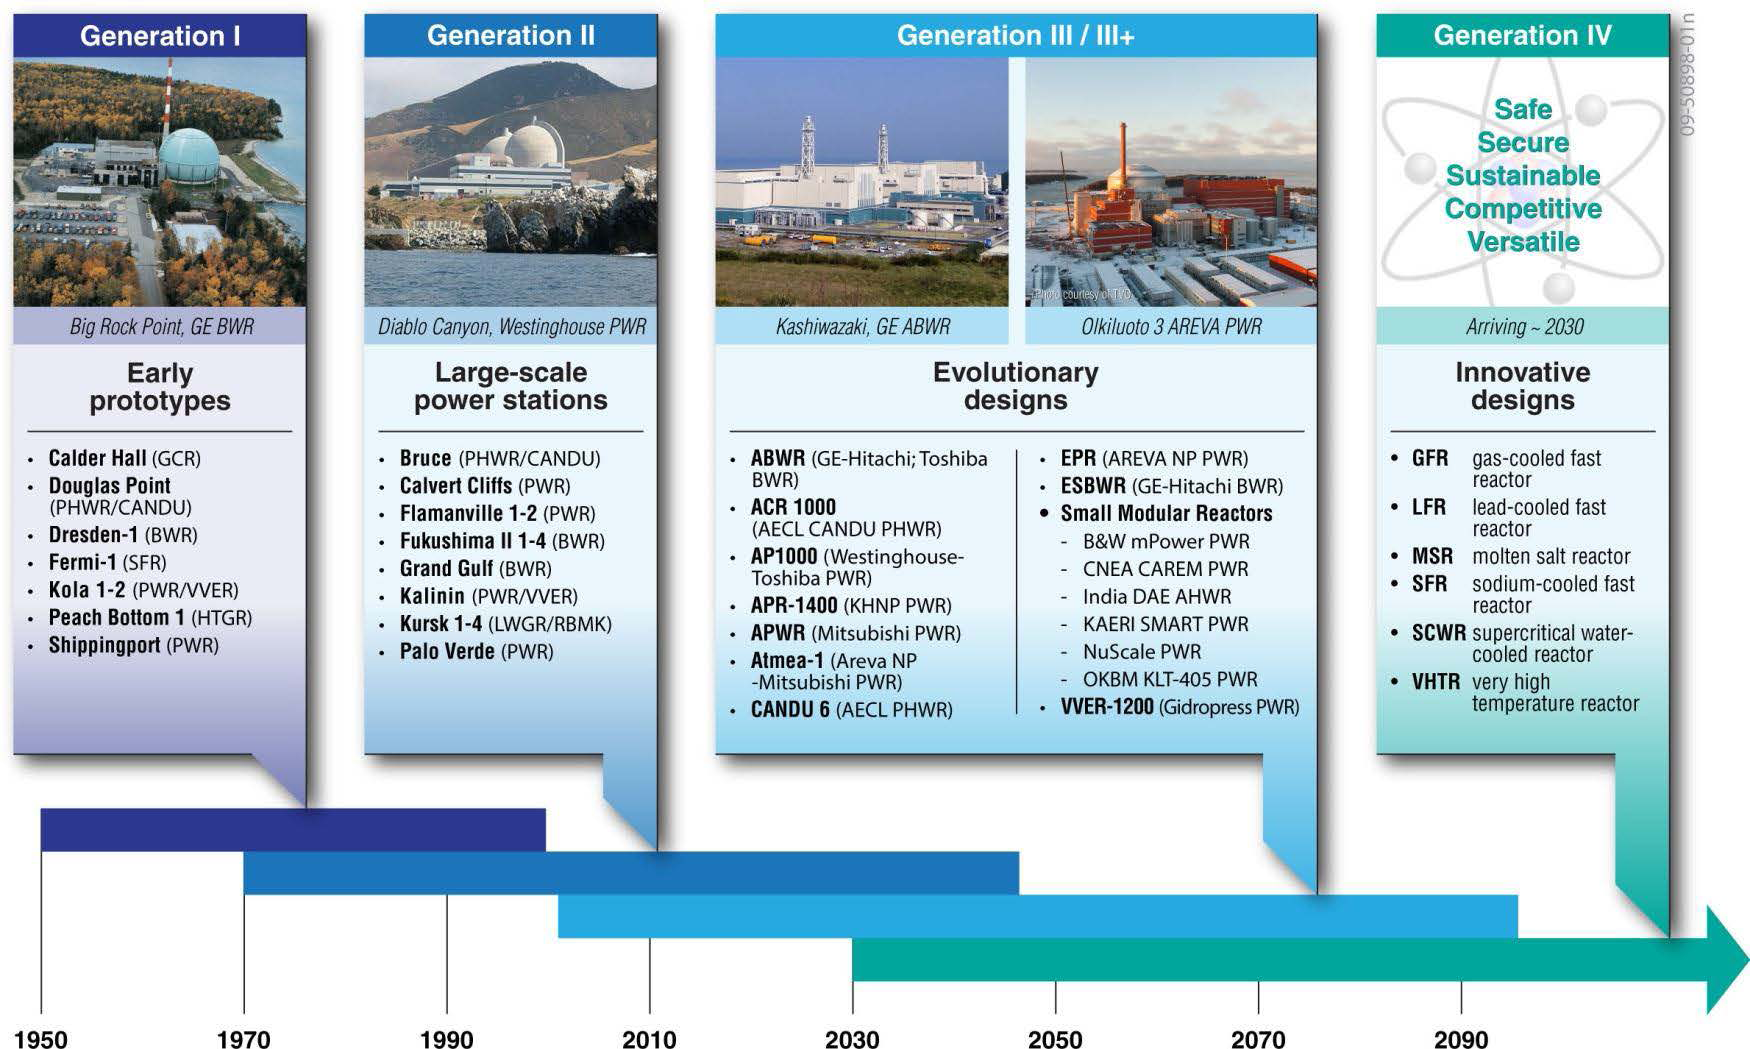 Generation I
Big Rock Point, GE BWR
Early
prototypes
• Calder Hall (GCR)
• Douglas Point
(PHWR/CANDU)
• Dresden-1 (BWR)
• Fermi-1 (SFR)
• Kola 1-2 (PWR/VVER)
• Peach Bottom 1 (HTGR)
• Shippingport (PWR)
Generation II
Diablo Canyon, Westinghouse PWR
Large-scale
power stations
• Bruce (PHWR/CANDU)
• Calvert Cliffs (PWR)
• Flamanville 1-2 (PWR)
• Fukushima II 1-4 (BWR)
• Grand Gulf (BWR)
• Kalinin (PWR/VVER)
• Kursk 1-4 (LWGR/RBMK)
• Palo Verde (PWR)
Generation III / III+
Kashiwazaki, GE ABWR
Photo courtesy of TVO
Olkiluoto 3 AREVA PWR
Evolutionary
designs
• ABWR (GE-Hitachi; Toshiba
BWR)
• ACR 1000
(AECL CANDU PHWR)
• AP1000 (Westinghouse-
Toshiba PWR)
• APR-1400 (KHNP PWR)
• APWR (Mitsubishi PWR)
• Atmea-1 (Areva NP
-Mitsubishi PWR)
• CANDU 6 (AECL PHWR)
• EPR (AREVA NP PWR)
• ESBWR (GE-Hitachi BWR)
• Small Modular Reactors
- B&W mPower PWR
- CNEA CAREM PWR
- India DAE AHWR
- KAERI SMART PWR
- NuScale PWR
- OKBM KLT-405 PWR
• VVER-1200 (Gidropress PWR)
Generation IV
Safe
Secure
Sustainable
Competitive
Versatile
Arriving ~ 2030
Innovative
designs
• GFR gas-cooled fast
reactor
• LFR lead-cooled fast
reactor
• MSR molten salt reactor
• SFR sodium-cooled fast
reactor
• SCWR supercritical water-
cooled reactor
• VHTR very high
temperature reactor
09-50898-01n
1950 1970 1990 2010 2030 2050 2070 2090